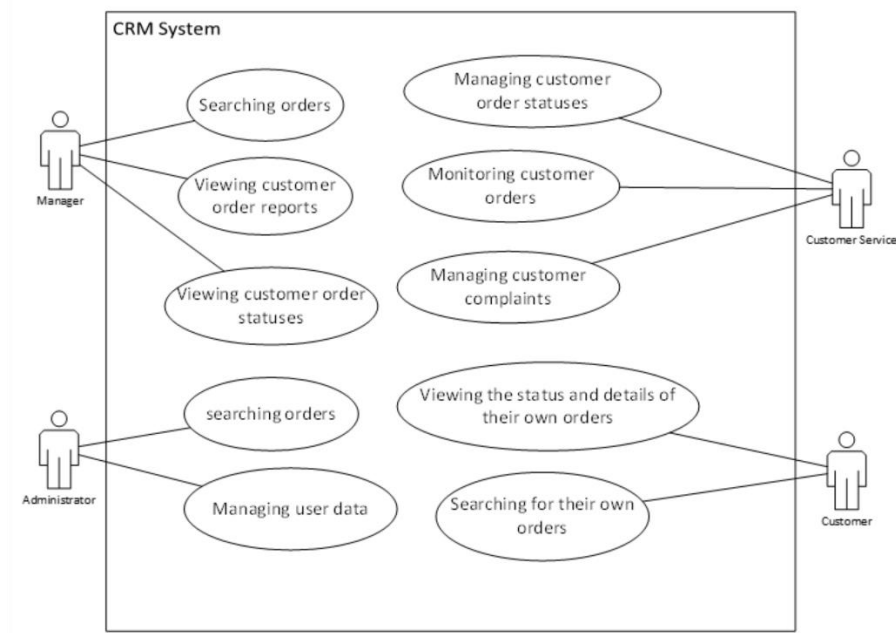 CRM System
Searching orders
Viewing customer
order reports
Viewing customer order
statuses
Manager
Managing customer
order statuses
Monitoring customer
orders
Managing customer
complaints
Customer Service
searching orders
Managing user data
Administrator
Viewing the status and details of
their own orders
Searching for their own
orders
Customer